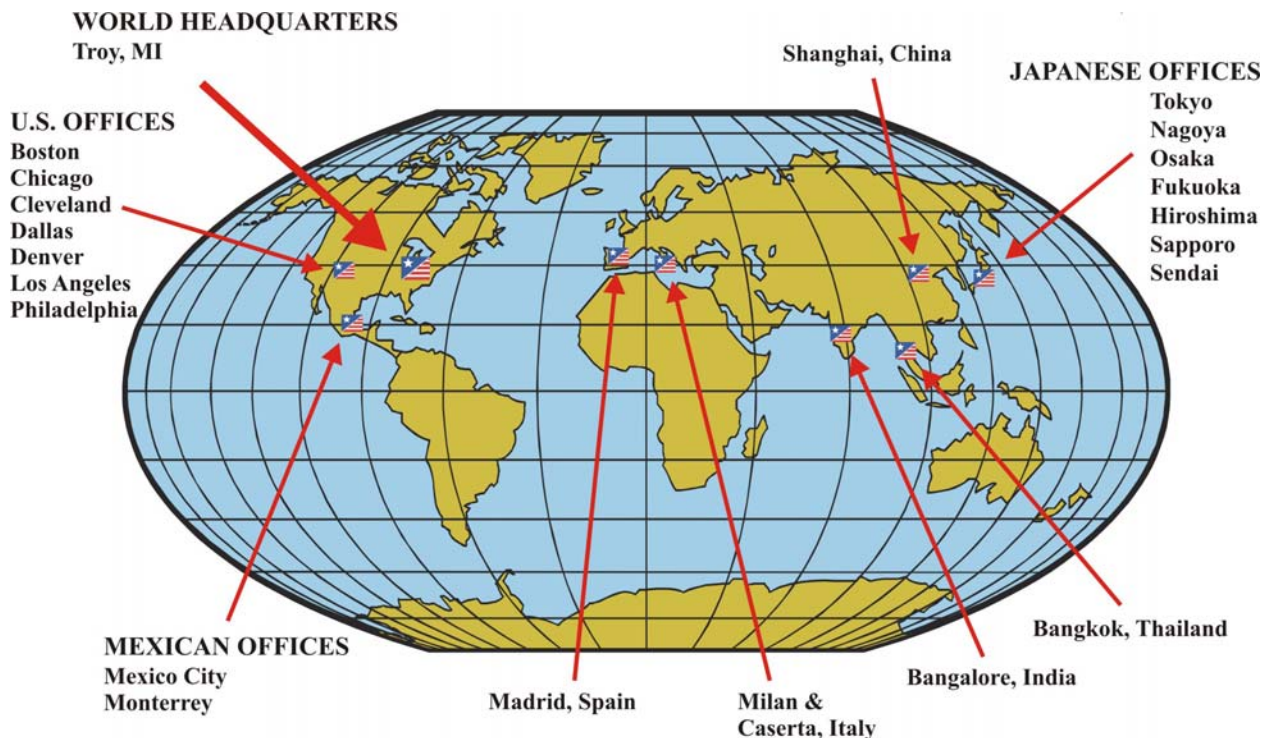 WORLD HEADQUARTERS
Troy, MI
U.S. OFFICES
Boston
Chicago
Cleveland
Dallas
Denver
Los Angeles
Philadelphia
Shanghai, China
JAPANESE OFFICES
Tokyo
Nagoya
Osaka
Fukuoka
Hiroshima
Sapporo
Sendai
MEXICAN OFFICES
Mexico City
Monterrey
Madrid, Spain
Milan &
Caserta, Italy
Bangalore, India
Bangkok, Thailand